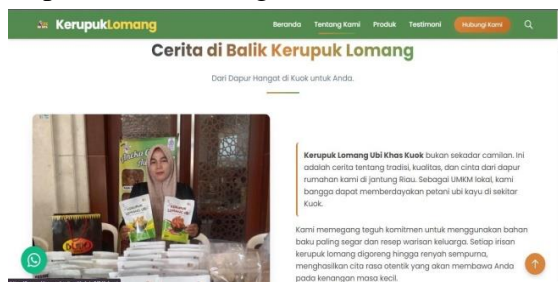 KerupukLomang
Beranda Tentang Kami Produk Testimoni Hubungi Kami
Cerita di Balik Kerupuk Lomang
Dari Dapur Hangat di Kuok untuk Anda.
Kerupuk Lomang Ubi Khas Kuok bukan sekadar camilan. Ini
adalah cerita tentang tradisi, kualitas, dan cinta dari dapur
rumahan kami di jantung Riau. Sebagai UMKM lokal, kami
bangga dapat memberdayakan petani ubi kayu di sekitar
Kuok.
Kami memegang teguh komitmen untuk menggunakan bahan
baku paling segar dan resep warisan keluarga. Setiap irisan
kerupuk lomang digoreng hingga renyah sempurna,
menghasilkan cita rasa otentik yang akan membawa Anda
pada kenangan masa kecil.